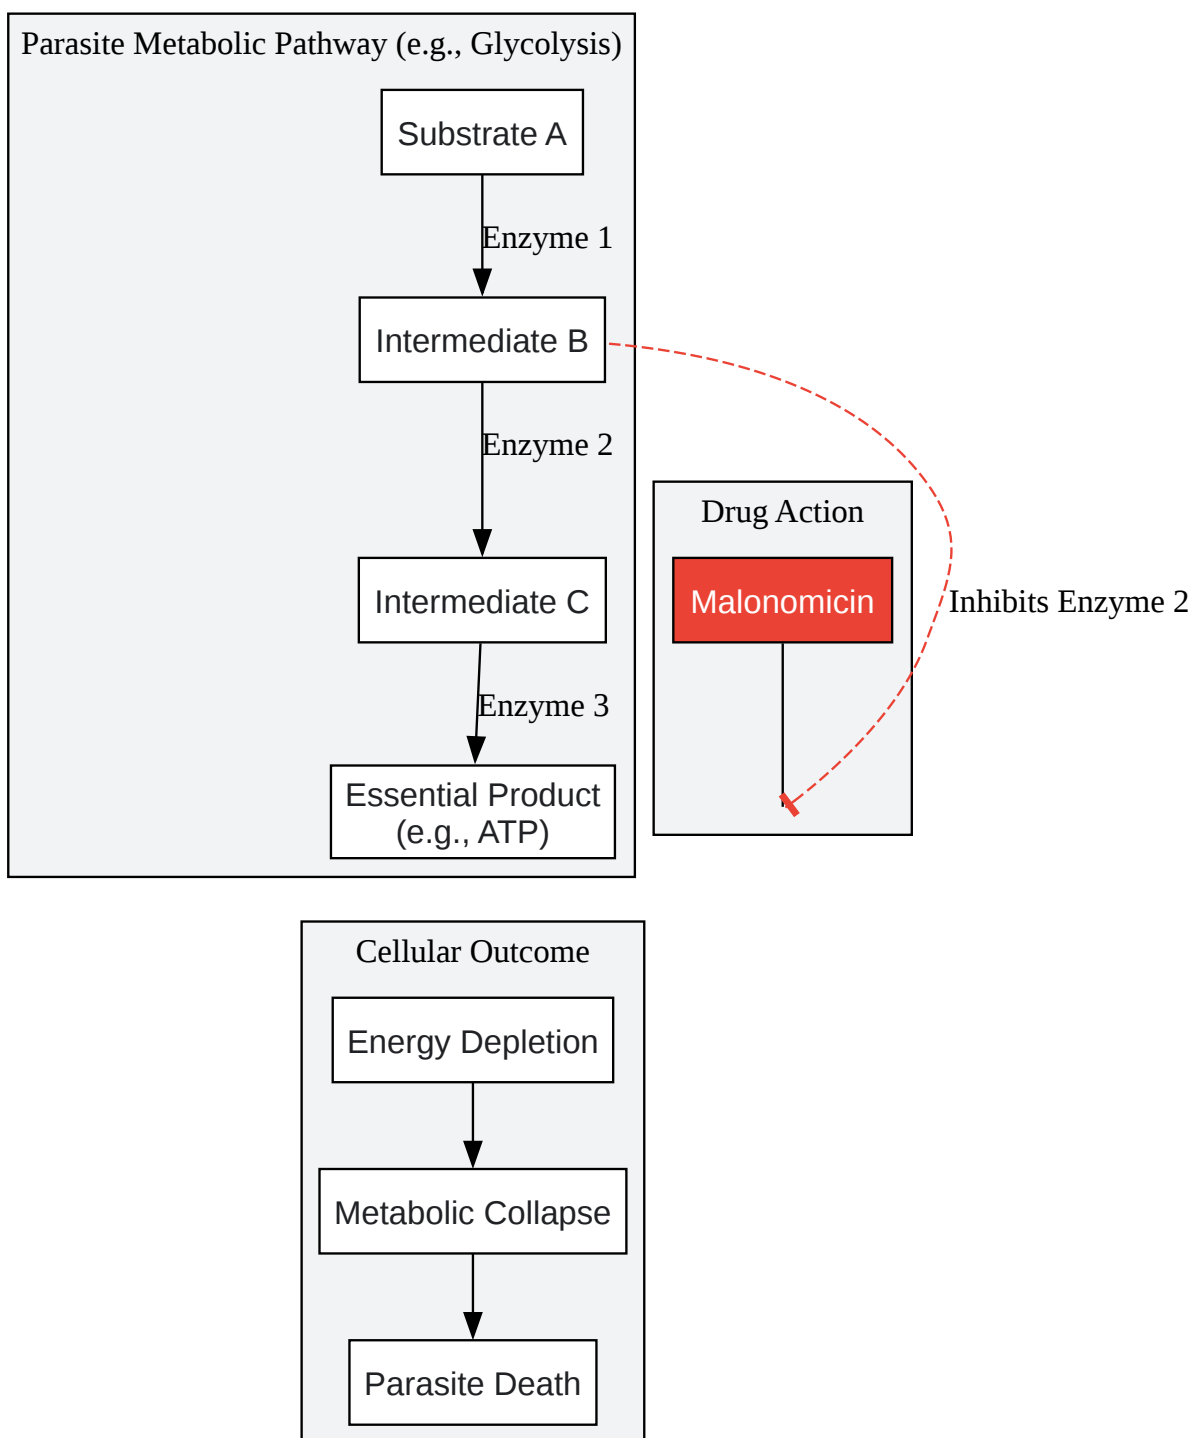 Parasite Metabolic Pathway (e.g., Glycolysis)
Substrate A
Enzyme 1
Intermediate B
Enzyme 2
Drug Action
Intermediate C
Malonomicin
Inhibits Enzyme 2
Enzyme 3
Essential Product
(e.g., ATP)
Cellular Outcome
Energy Depletion
Metabolic Collapse
Parasite Death